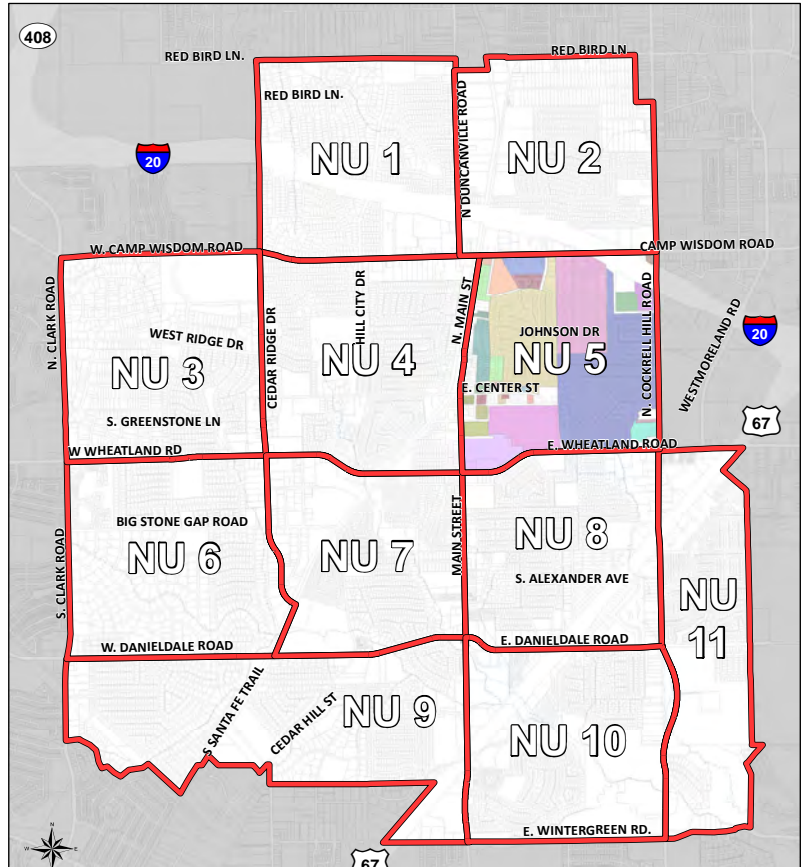 408
RED BIRD LN.
RED BIRD LN.
RED BIRD LN
20
NU 1
N DUNCANVILLE ROAD
NU 2
W. CAMP WISDOM ROAD
CAMP WISDOM ROAD
N. CLARK ROAD
WEST RIDGE DR
NU 3
S. GREENSTONE LN
CEDAR RIDGE DR
HILL CITY DR
NU 4
N. MAIN ST
JOHNSON DR
NU 5
E. CENTER ST
N. COCKRELL HILL ROAD
WESTMORELAND RD
20
67
W WHEATLAND RD
E. WHEATLAND ROAD
S. CLARK ROAD
BIG STONE GAP ROAD
NU 6
NU 7
MAIN STREET
NU 8
S. ALEXANDER AVE
NU
11
W. DANIELDALE ROAD
E. DANIELDALE ROAD
S SANTA FE TRAIL
CEDAR HILL ST
NU 9
NU 10
E. WINTERGREEN RD.
N
W
E
67